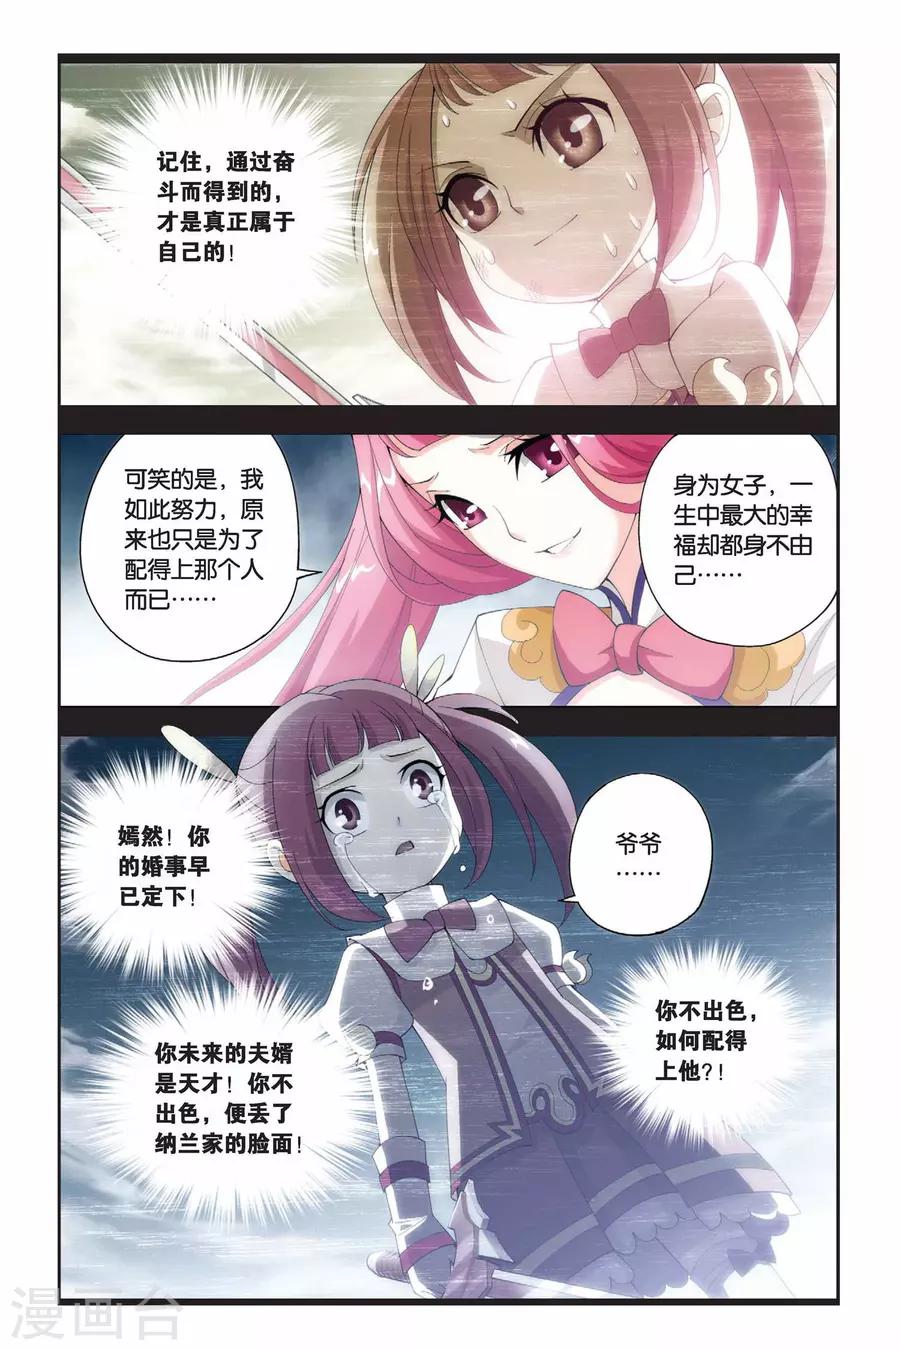 记住，通过奋
斗而得到的，
才是真正属于
自己的！
可笑的是，我
如此努力，原
来也只是为了
配得上那个人
而已……
身为女子，一
生中最大的幸
福却都身不由
己……
嫣然！你
的婚事早
已定下！
爷爷
……
你未来的夫婿
是天才！你不
出色，便丢了
纳兰家的脸面！
你不出色，
如何配得
上他?！
漫画台